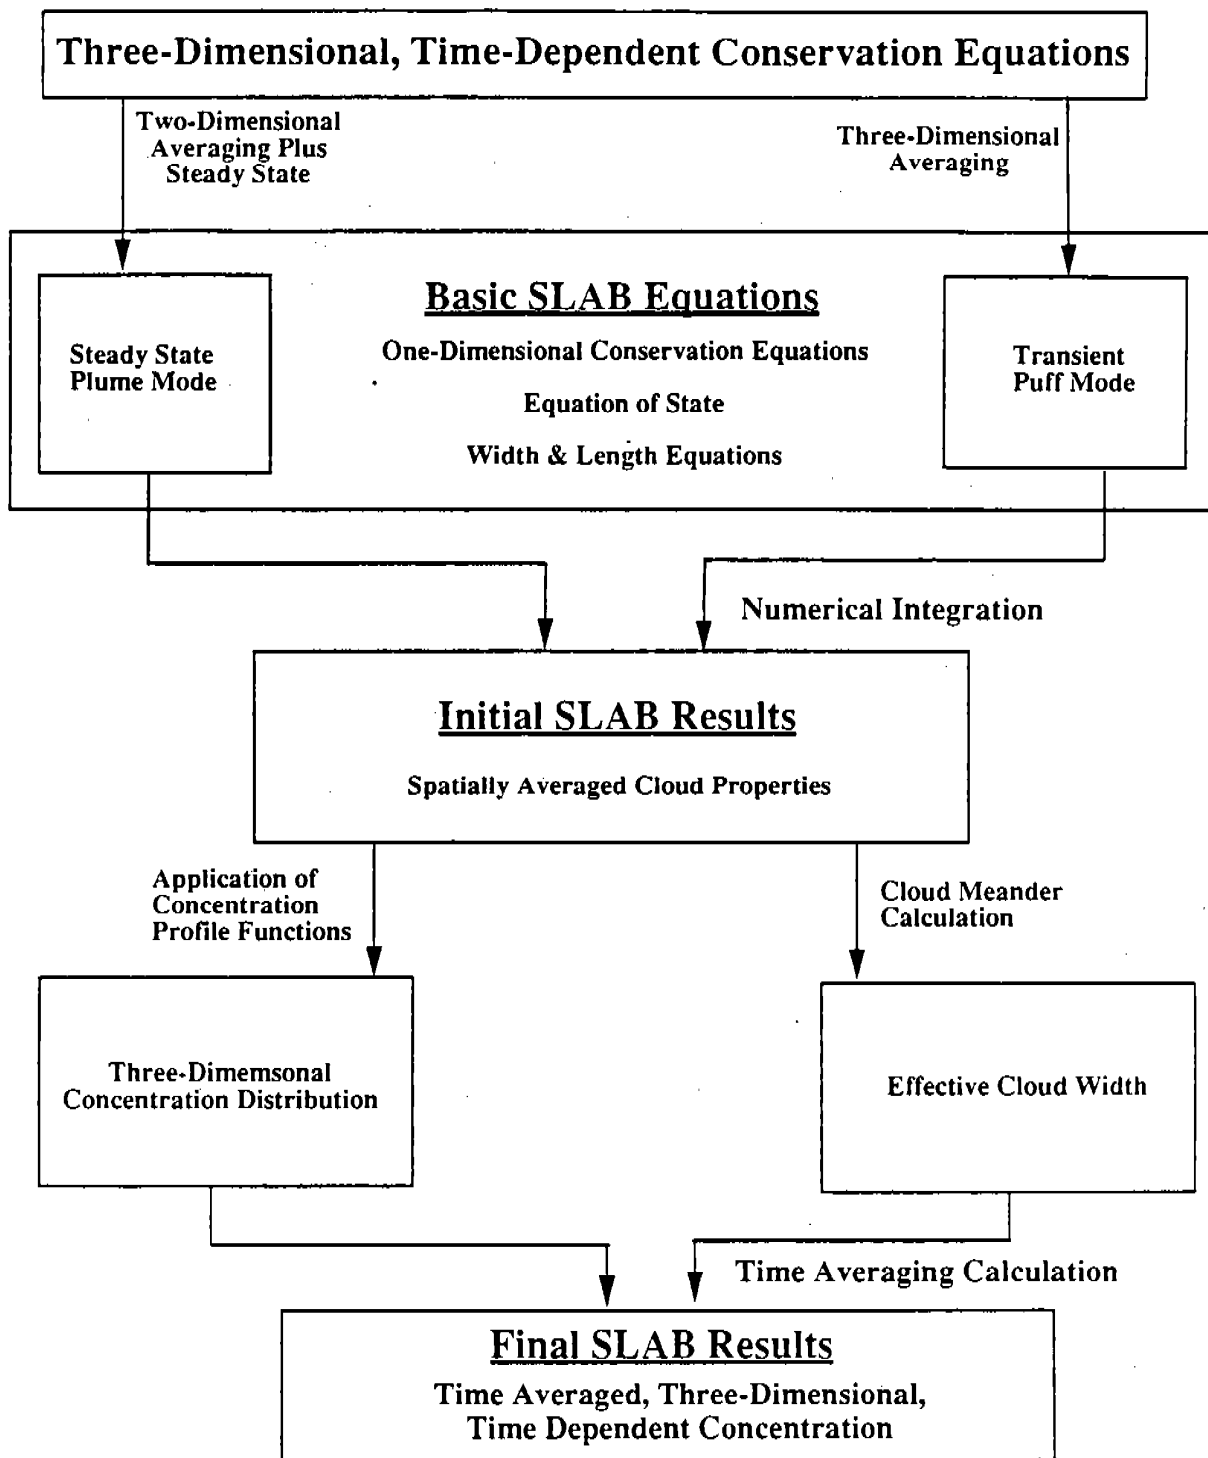 Three-Dimensional, Time-Dependent Conservation Equations
Two-Dimensional
Averaging Plus
Steady State
Three-Dimensional
Averaging
Basic SLAB Equations
One-Dimensional Conservation Equations
Equation of State
Width & Length Equations
Steady State
Plume Mode
Transient
Puff Mode
Numerical Integration
Initial SLAB Results
Spatially Averaged Cloud Properties
Application of
Concentration
Profile Functions
Cloud Meander
Calculation
Three-Dimemsonal
Concentration Distribution
Effective Cloud Width
Time Averaging Calculation
Final SLAB Results
Time Averaged, Three-Dimensional,
Time Dependent Concentration